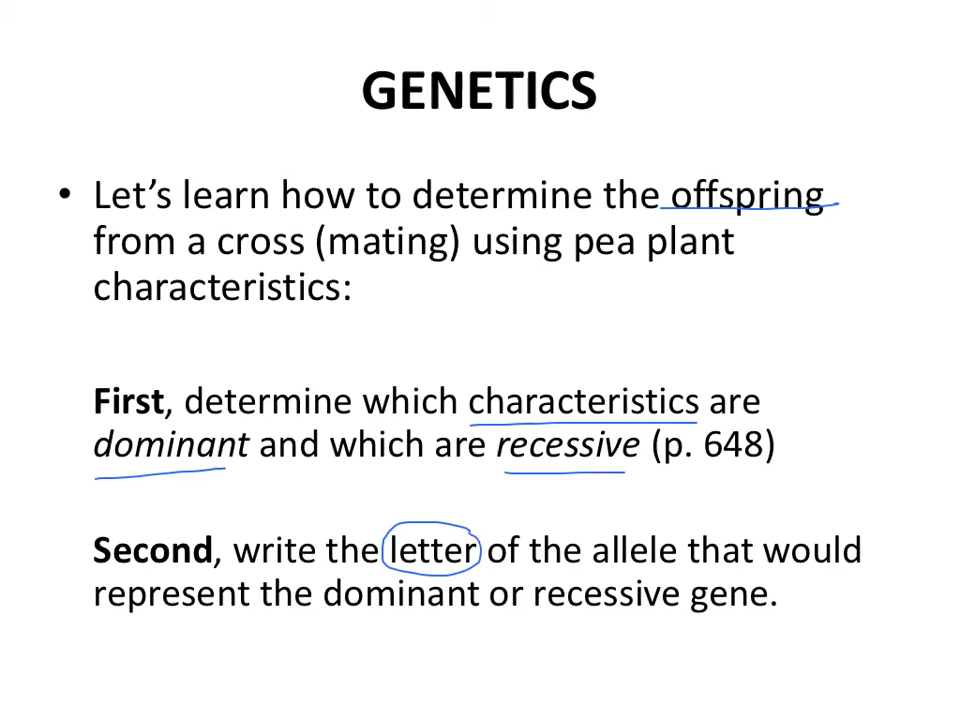 GENETICS
• Let’s learn how to determine the offspring
from a cross (mating) using pea plant
characteristics:
First, determine which characteristics are
dominant and which are recessive (p. 648)
Second, write the letter of the allele that would
represent the dominant or recessive gene.